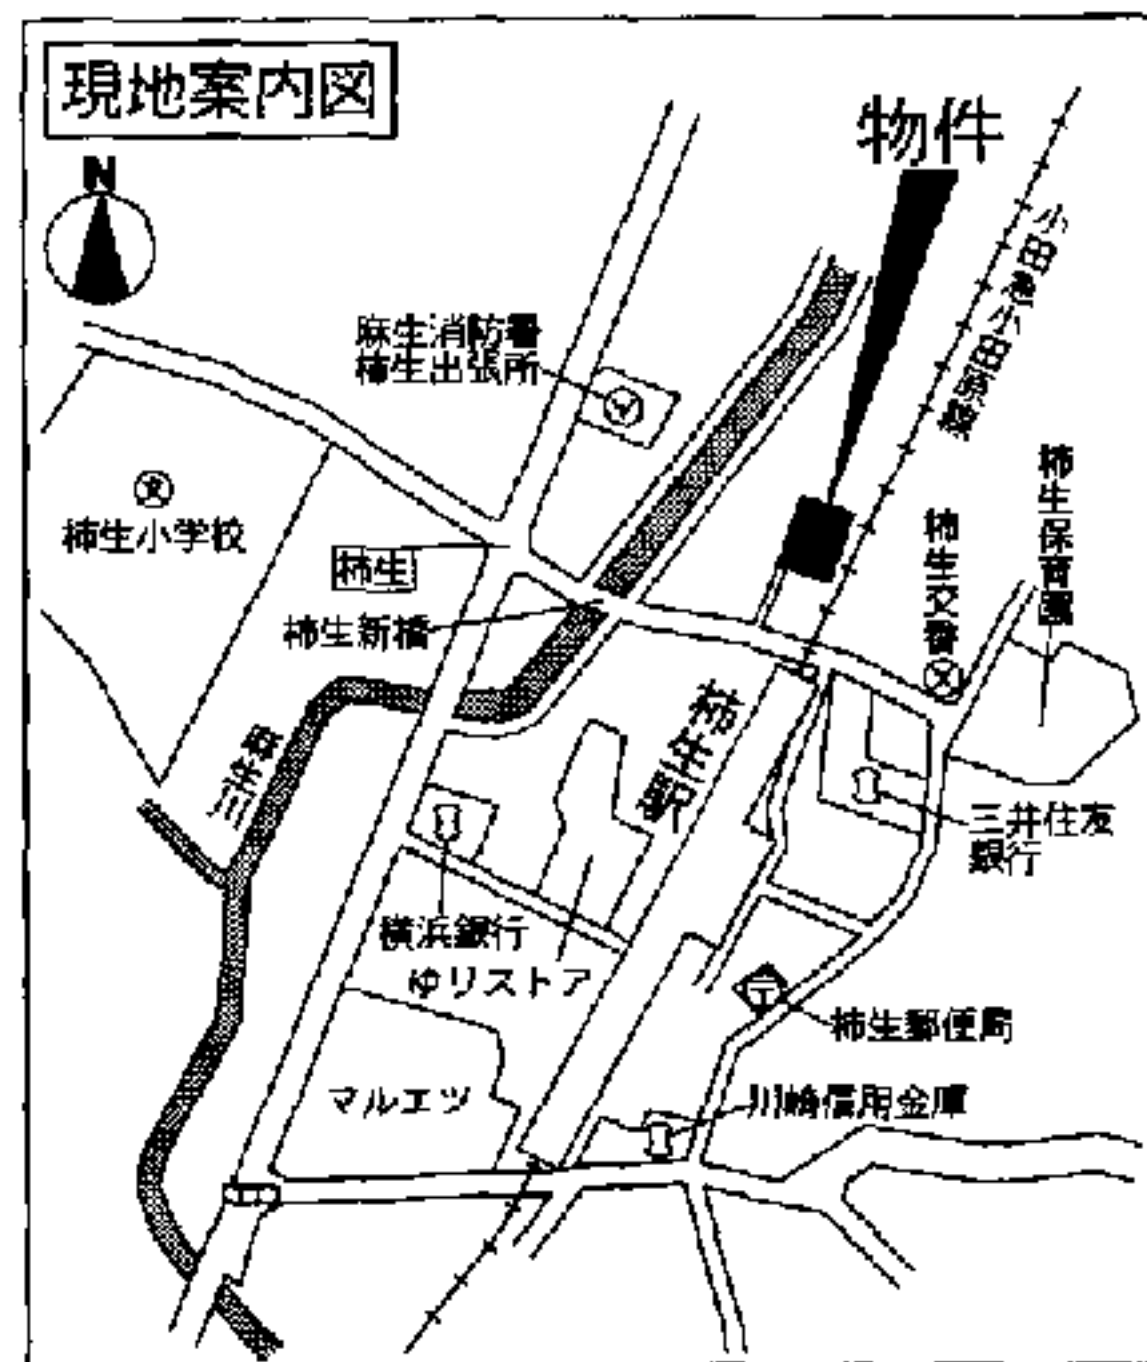 現地案内図
N
物件
小田急小田原線
麻生消防署
柿生出張所
柿生保育園
柿生交番
文
柿生小学校
柿生
柿生新橋
柿生駅
麻生川
三井住友
銀行
横浜銀行
ゆりストア
〒
柿生郵便局
マルエツ
川崎信用金庫